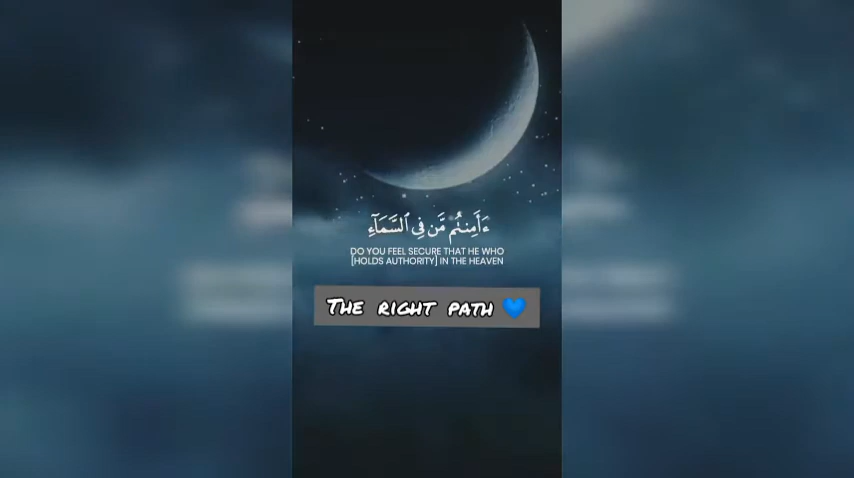 ءَأَمِنتُم مَّن فِي ٱلسَّمَآءِ
DO YOU FEEL SECURE THAT HE WHO
[HOLDS AUTHORITY] IN THE HEAVEN
THE RIGHT PATH 💙